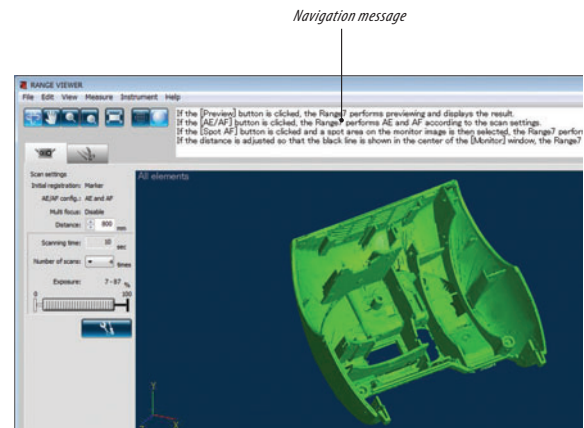 Navigation message
RANGE VIEWER
File Edit View Measure Instrument Help
If the [Preview] button is clicked, the Range7 performs previewing and displays the result.
If the [AE/AF] button is clicked, the Range7 performs AE and AF according to the scan settings.
If the [Spot AF] button is clicked and a spot area on the monitor image is then selected, the Range7 perform
If the distance is adjusted so that the black line is shown in the center of the [Monitor] window, the Range7
Scan settings
Initial registration: Marker
AE/AF config.: AE and AF
Multi focus: Disable
Distance: 800 mm
Scanning time: 10 sec
Number of scans: 4 times
Exposure: 7 - 87 %
0 100
All elements
Y
X